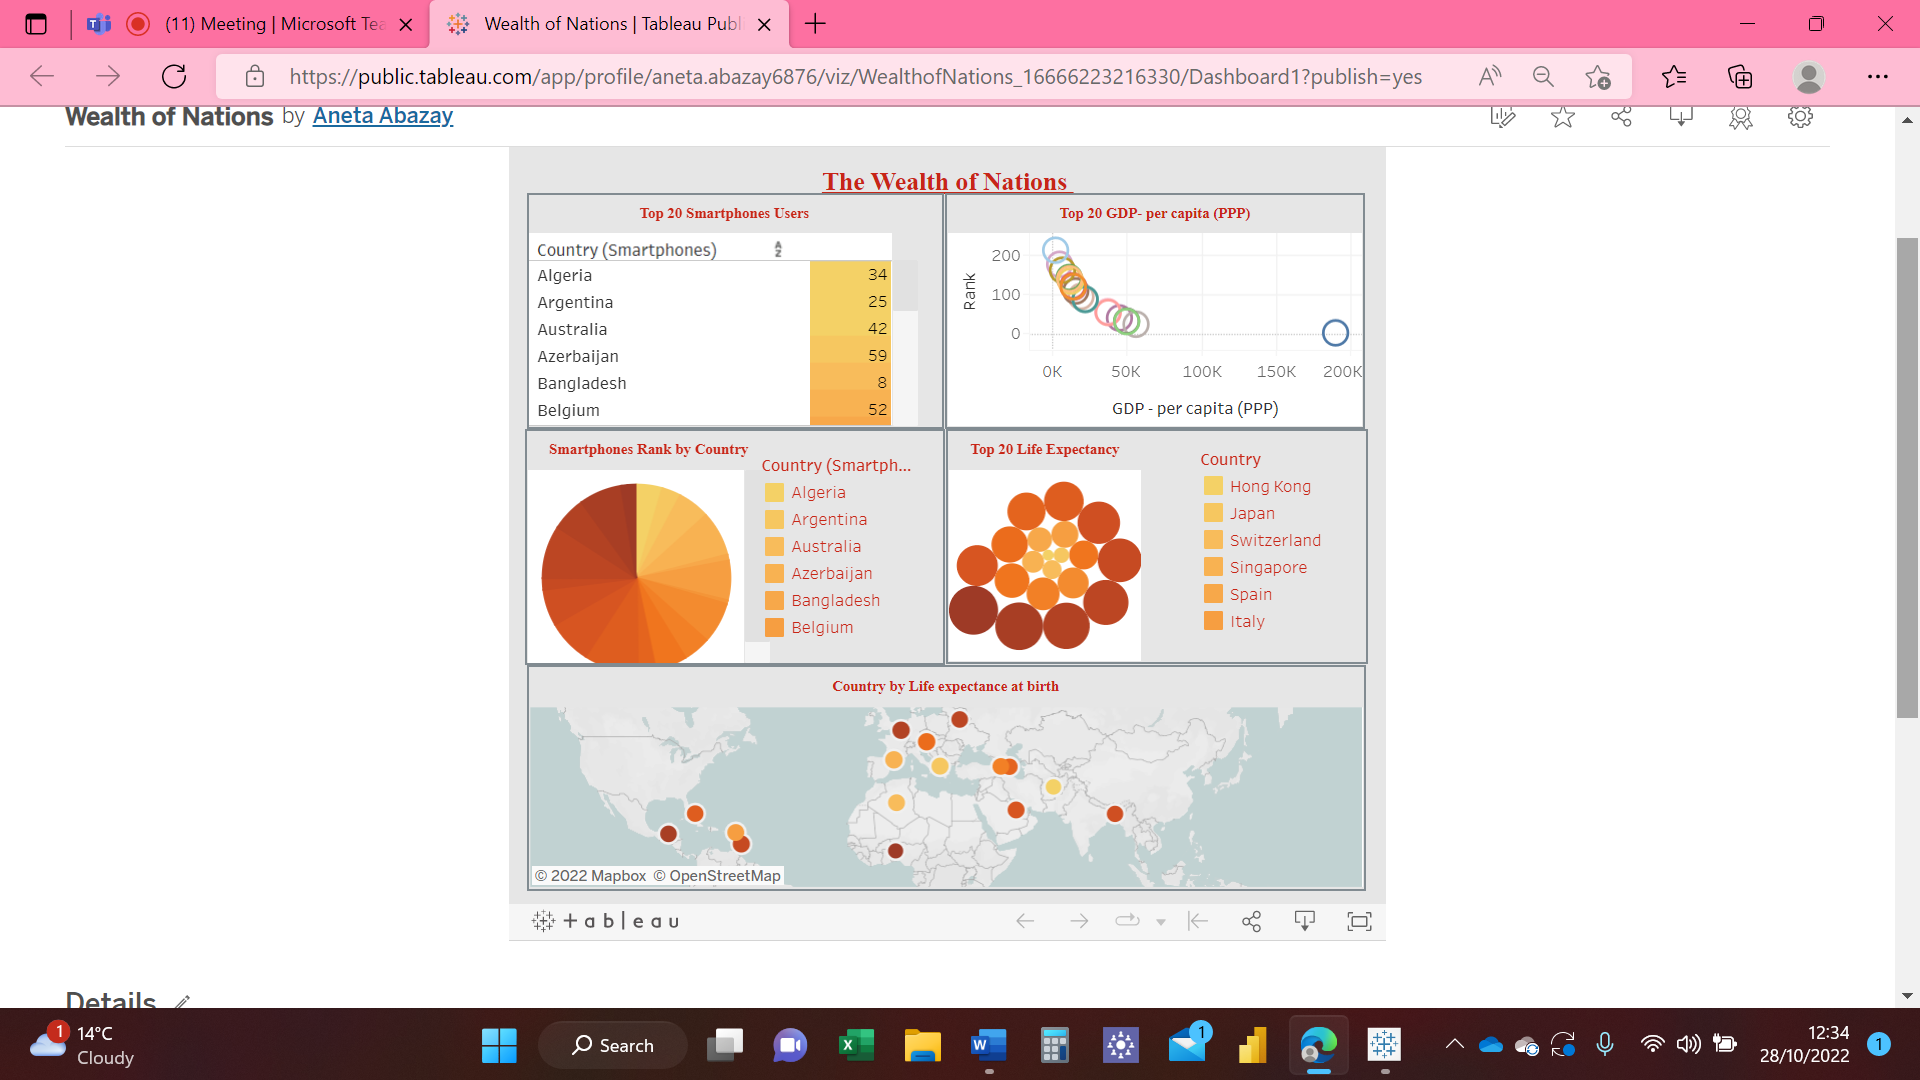 (11) Meeting | Microsoft Tea
Wealth of Nations | Tableau Publ
https://public.tableau.com/app/profile/aneta.abazay6876/viz/WealthofNations_16666223216330/Dashboard1?publish=yes
Wealth of Nations by Aneta Abazay
The Wealth of Nations
Top 20 Smartphones Users
Country (Smartphones)
Algeria 34
Argentina 25
Australia 42
Azerbaijan 59
Bangladesh 8
Belgium 52
Top 20 GDP- per capita (PPP)
Rank
200
100
0
0K 50K 100K 150K 200K
GDP - per capita (PPP)
Smartphones Rank by Country
Country (Smartph...
Algeria
Argentina
Australia
Azerbaijan
Bangladesh
Belgium
Top 20 Life Expectancy
Country
Hong Kong
Japan
Switzerland
Singapore
Spain
Italy
Country by Life expectance at birth
© 2022 Mapbox © OpenStreetMap
+ a b l e a u
Details
1
14°C
Cloudy
Search
1
12:34
28/10/2022
1